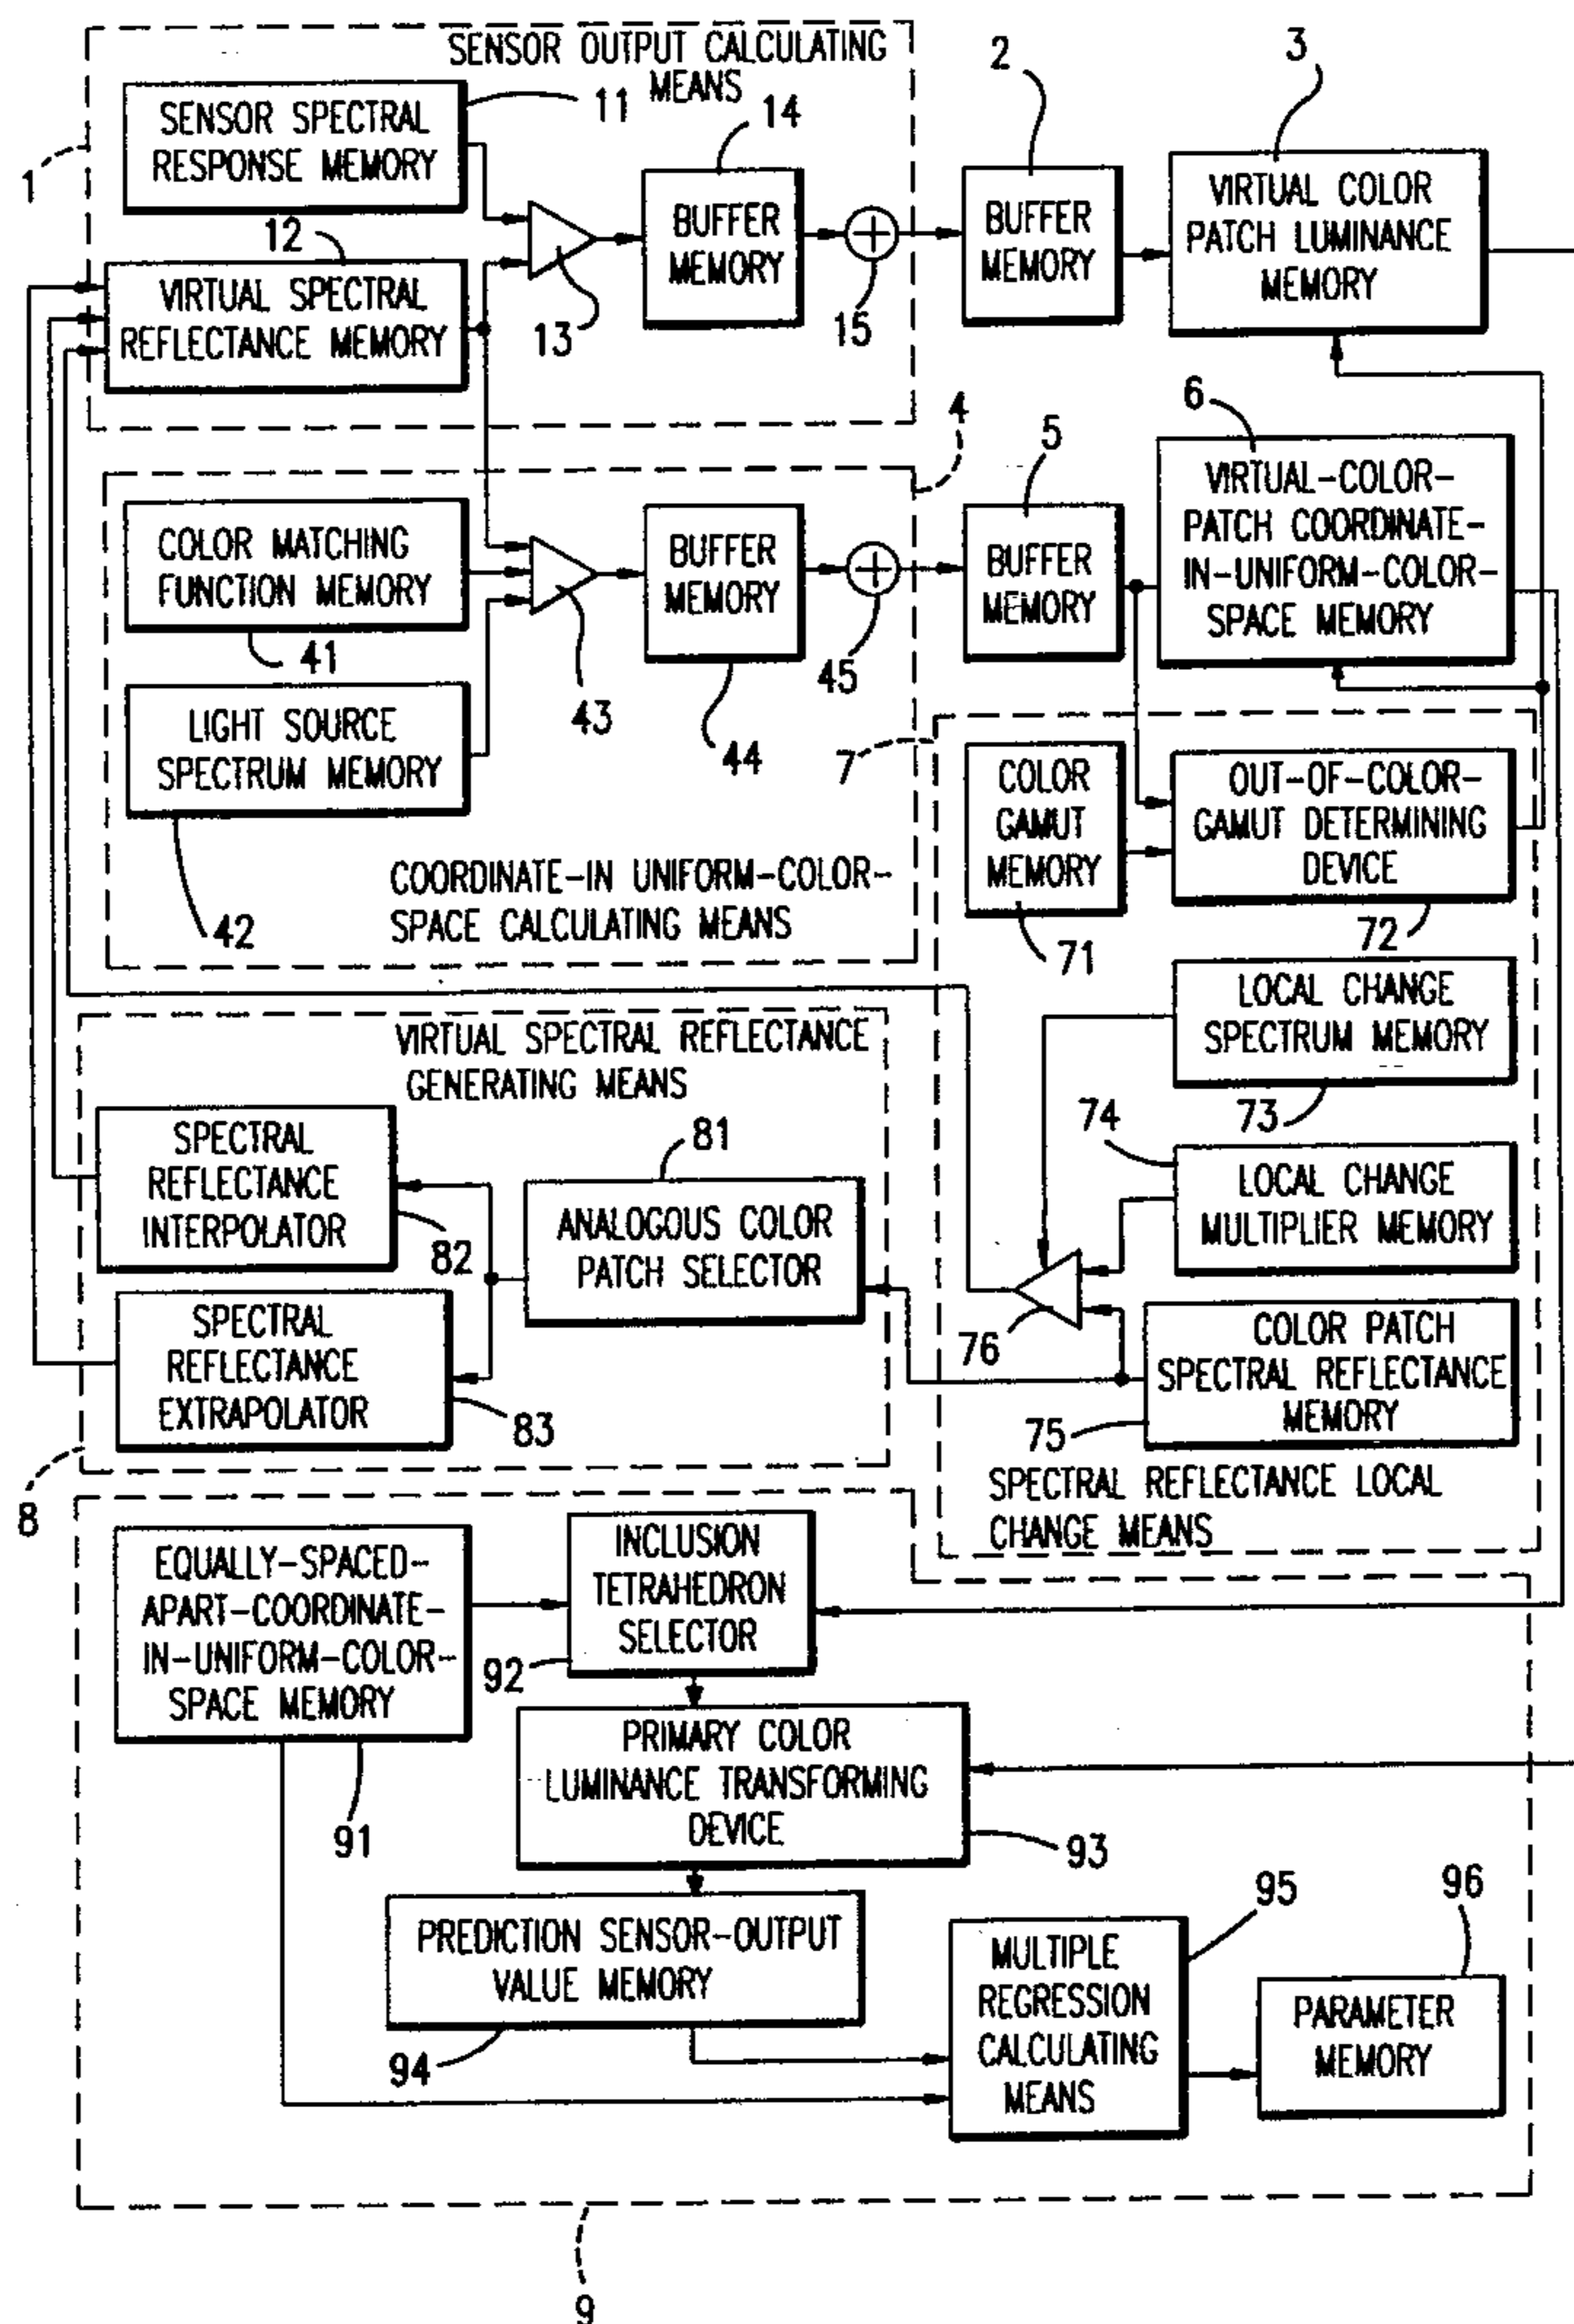 SENSOR OUTPUT CALCULATING
MEANS
1
SENSOR SPECTRAL
RESPONSE MEMORY
11
12
VIRTUAL SPECTRAL
REFLECTANCE MEMORY
13
14
BUFFER
MEMORY
15
2
BUFFER
MEMORY
3
VIRTUAL COLOR
PATCH LUMINANCE
MEMORY
4
COLOR MATCHING
FUNCTION MEMORY
41
LIGHT SOURCE
SPECTRUM MEMORY
42
43
BUFFER
MEMORY
44
45
COORDINATE-IN UNIFORM-COLOR-
SPACE CALCULATING MEANS
5
BUFFER
MEMORY
6
VIRTUAL-COLOR-
PATCH COORDINATE-
IN-UNIFORM-COLOR-
SPACE MEMORY
7
COLOR
GAMUT
MEMORY
71
OUT-OF-COLOR-
GAMUT DETERMINING
DEVICE
72
LOCAL CHANGE
SPECTRUM MEMORY
73
74
LOCAL CHANGE
MULTIPLIER MEMORY
76
COLOR PATCH
SPECTRAL REFLECTANCE
MEMORY
75
SPECTRAL REFLECTANCE LOCAL
CHANGE MEANS
VIRTUAL SPECTRAL REFLECTANCE
GENERATING MEANS
SPECTRAL
REFLECTANCE
INTERPOLATOR
82
81
ANALOGOUS COLOR
PATCH SELECTOR
SPECTRAL
REFLECTANCE
EXTRAPOLATOR
83
8
EQUALLY-SPACED-
APART-COORDINATE-
IN-UNIFORM-COLOR-
SPACE MEMORY
91
INCLUSION
TETRAHEDRON
SELECTOR
92
PRIMARY COLOR
LUMINANCE TRANSFORMING
DEVICE
93
PREDICTION SENSOR-OUTPUT
VALUE MEMORY
94
95
MULTIPLE
REGRESSION
CALCULATING
MEANS
96
PARAMETER
MEMORY
9